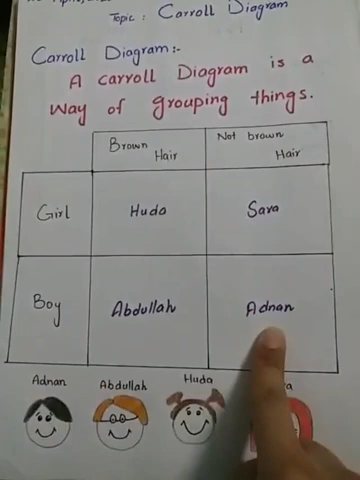 Topic : Carroll Diagram
Carroll Diagram:-
A Carroll Diagram is a
way of grouping things.
Brown Hair
Not brown Hair
Girl Huda Sara
Boy Abdullah Adnan
Adnan Abdullah Huda